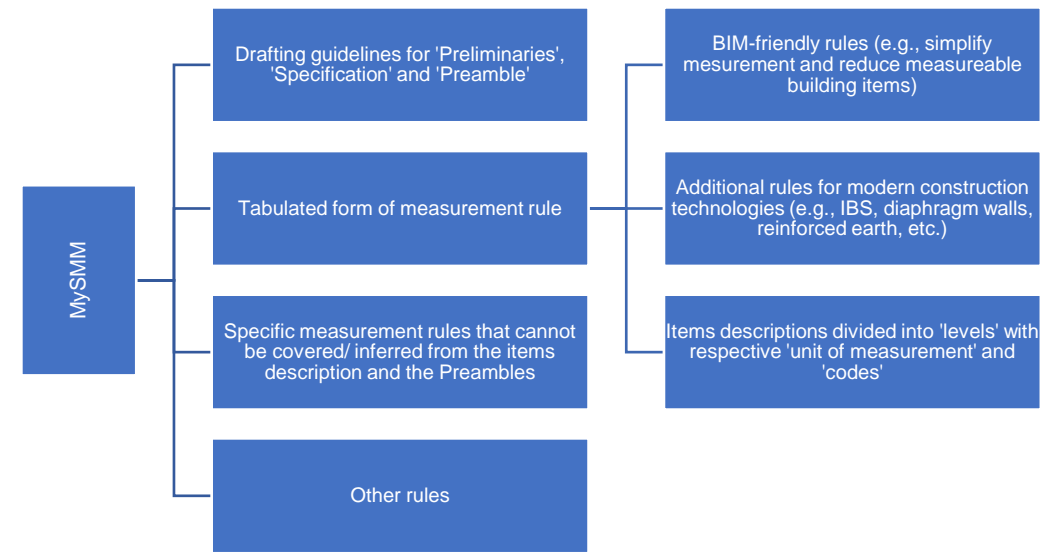 MySMM
Drafting guidelines for 'Preliminaries',
'Specification' and 'Preamble'
Tabulated form of measurement rule
Specific measurement rules that cannot
be covered/ inferred from the items
description and the Preambles
Other rules
BIM-friendly rules (e.g., simplify
mesurement and reduce measureable
building items)
Additional rules for modern construction
technologies (e.g., IBS, diaphragm walls,
reinforced earth, etc.)
Items descriptions divided into 'levels' with
respective 'unit of measurement' and
'codes'